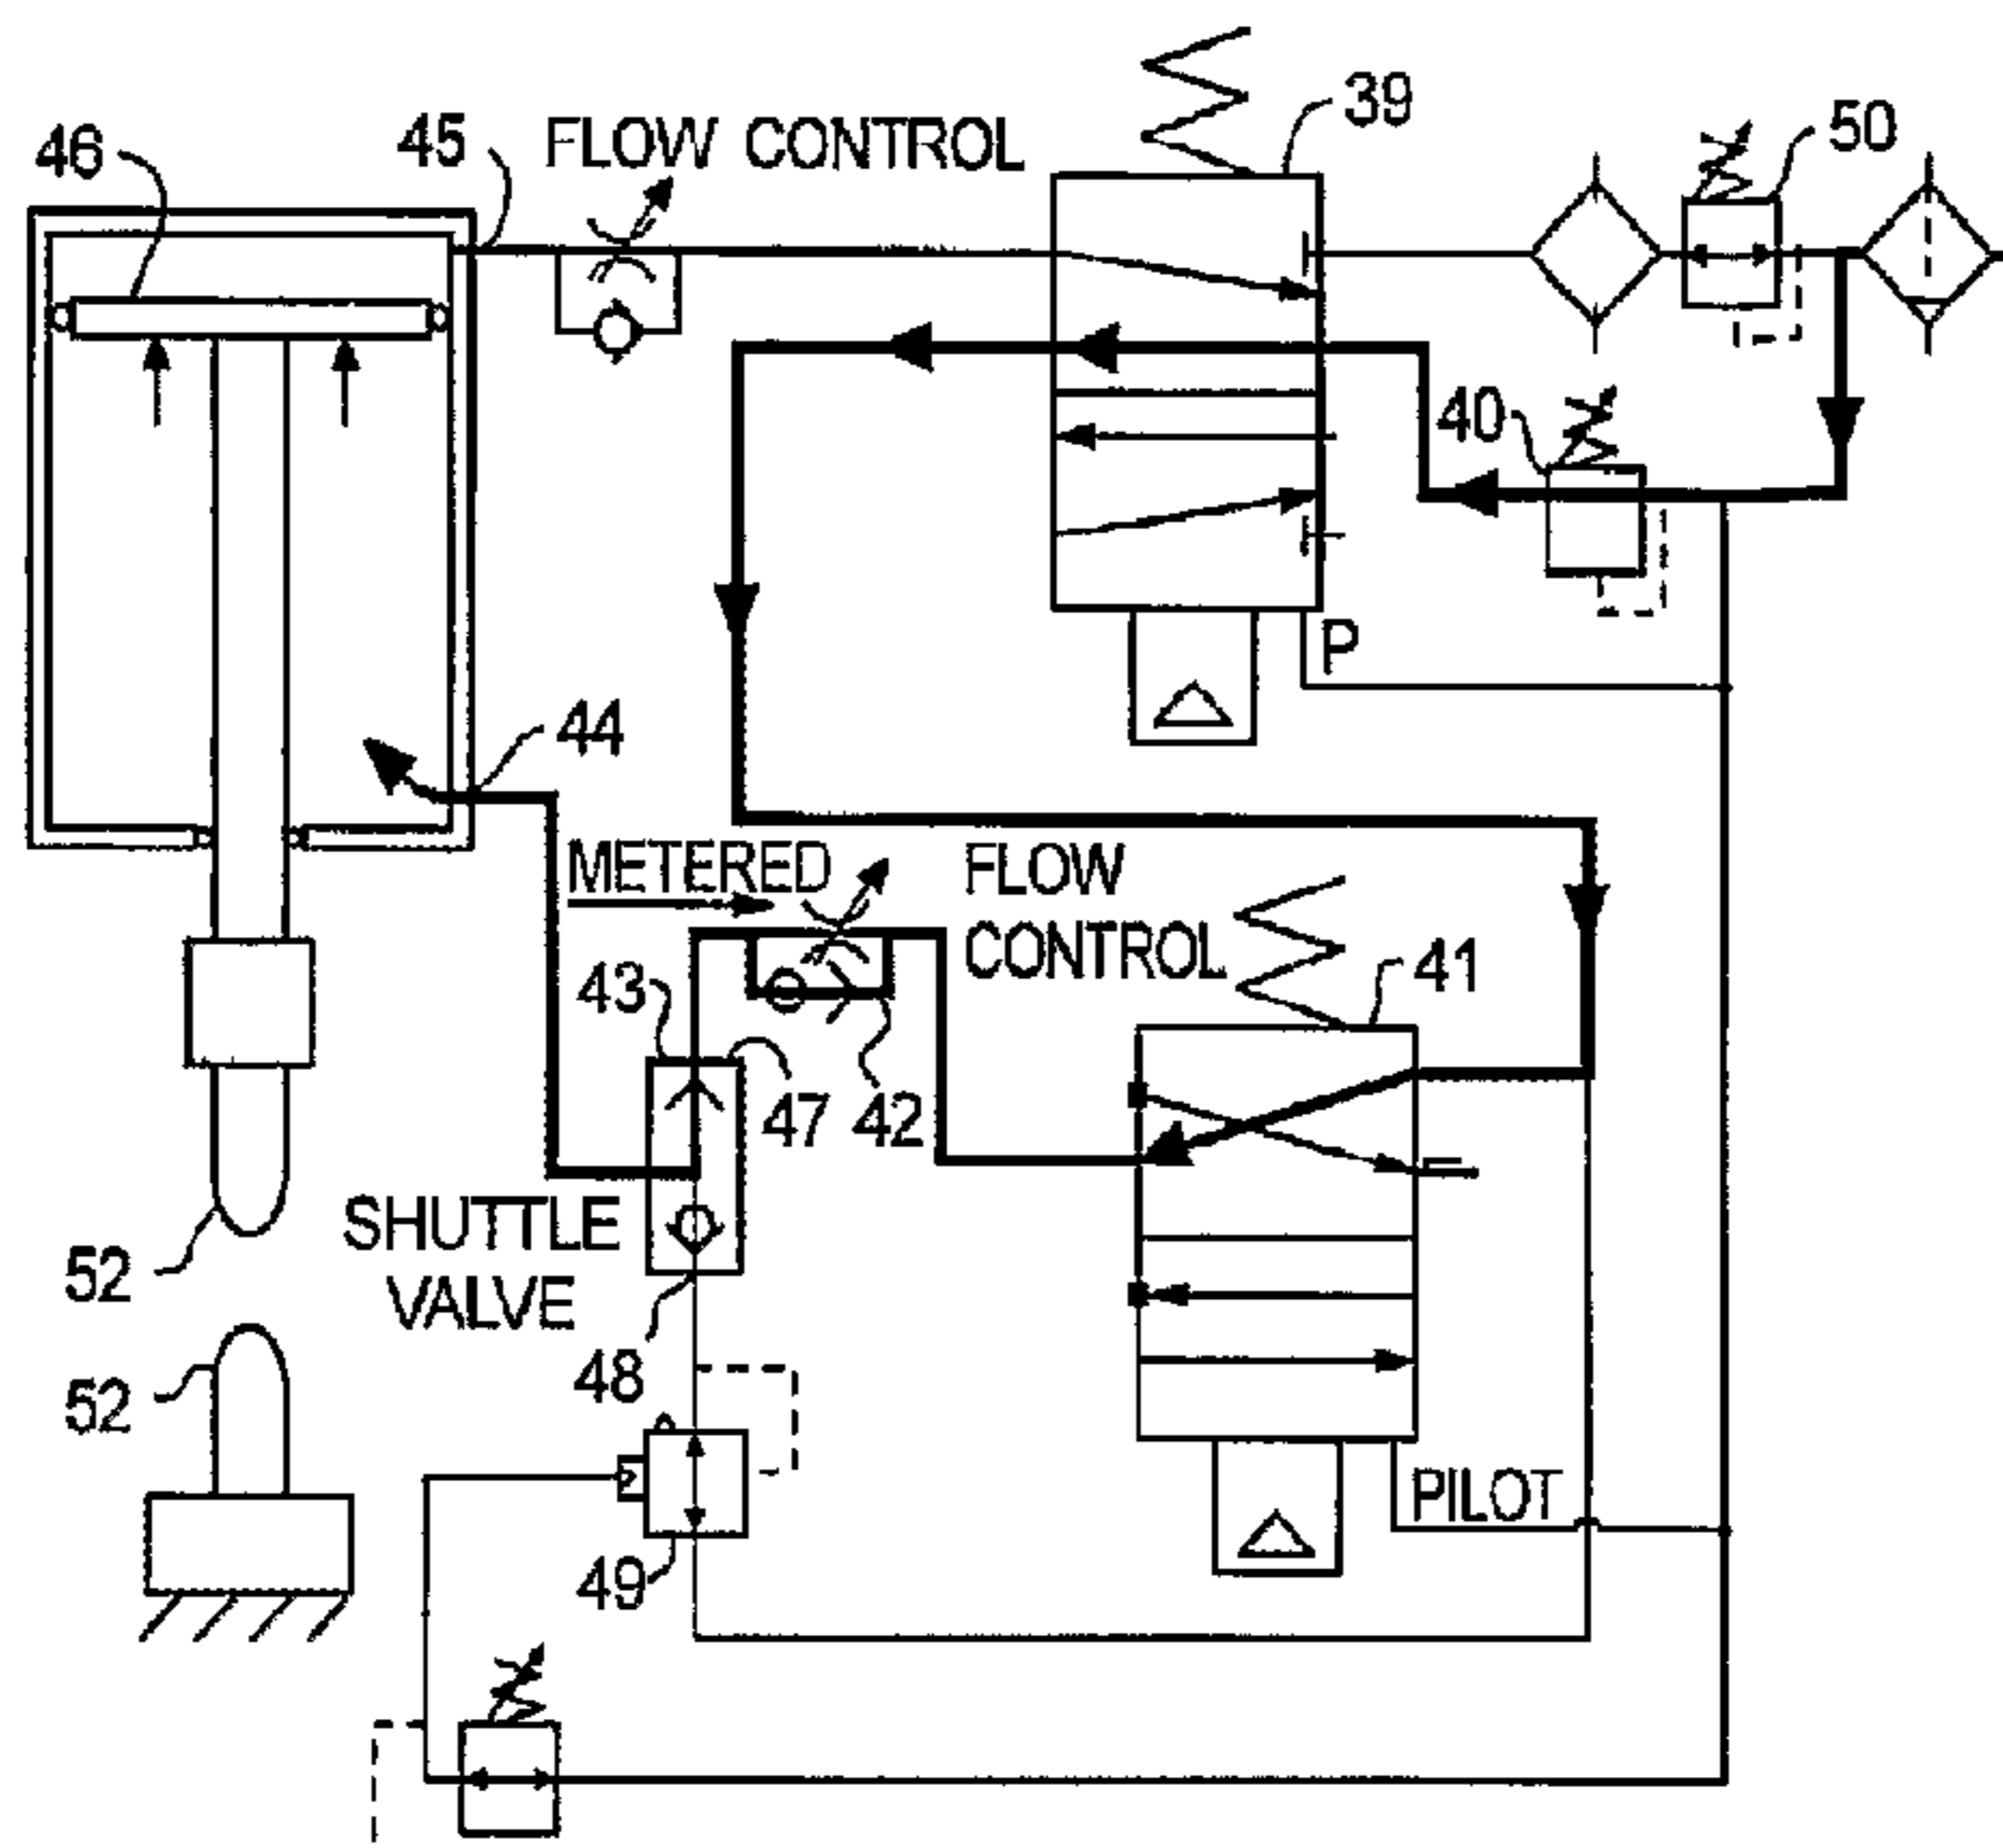 46
45
FLOW CONTROL
39
50
40
P
44
METERED
FLOW
CONTROL
43
41
47
42
SHUTTLE
VALVE
52
48
52
PILOT
49